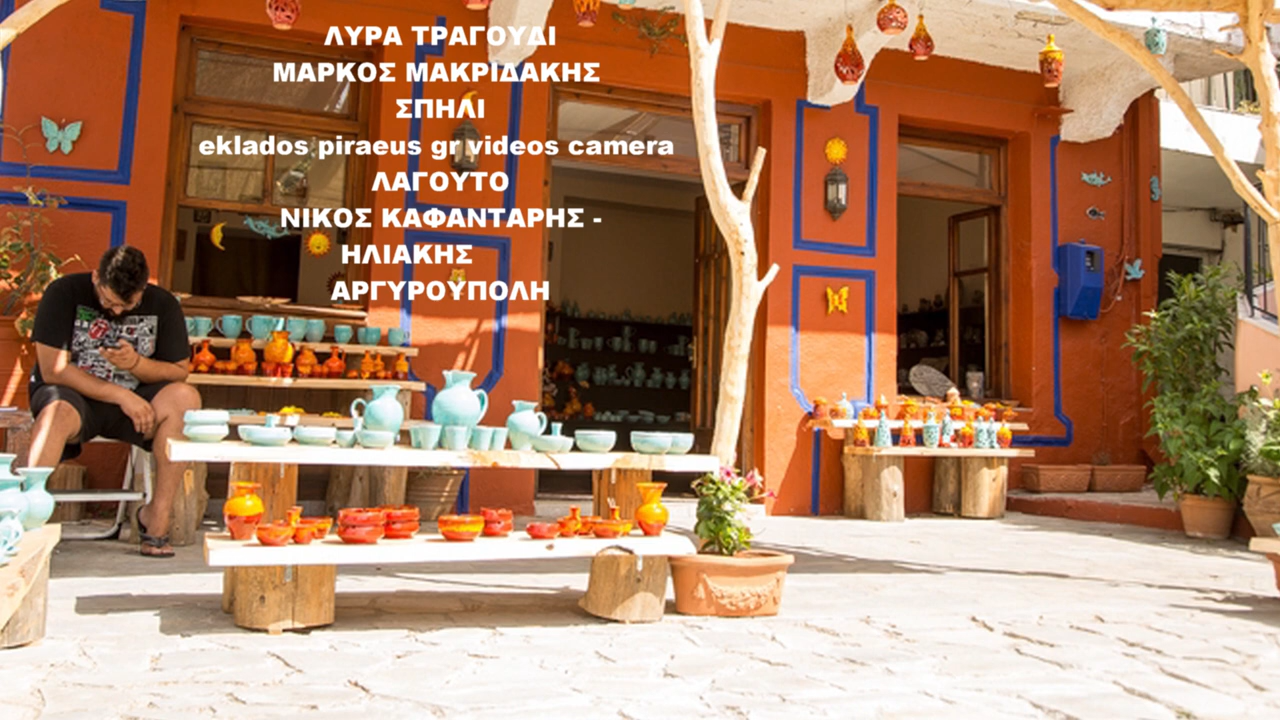 ΛΥΡΑ ΤΡΑΓΟΥΔΙ
ΜΑΡΚΟΣ ΜΑΚΡΙΔΑΚΗΣ
ΣΠΗΛΙ
eklados piraeus gr videos camera
ΛΑΓΟΥΤΟ
ΝΙΚΟΣ ΚΑΦΑΝΤΑΡΗΣ -
ΗΛΙΑΚΗΣ
ΑΡΓΥΡΟΥΠΟΛΗ